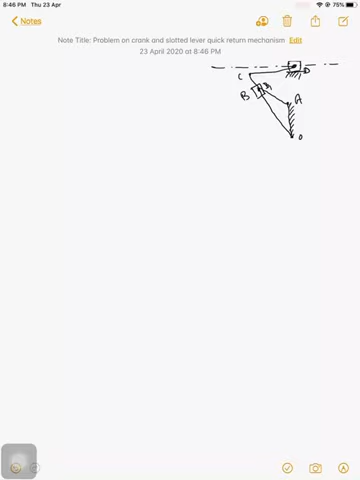 8:46 PM Thu 23 Apr
75%
Notes
Note Title: Problem on crank and slotted lever quick return mechanism Edit
23 April 2020 at 8:46 PM
C
D
B
B₁
A
O